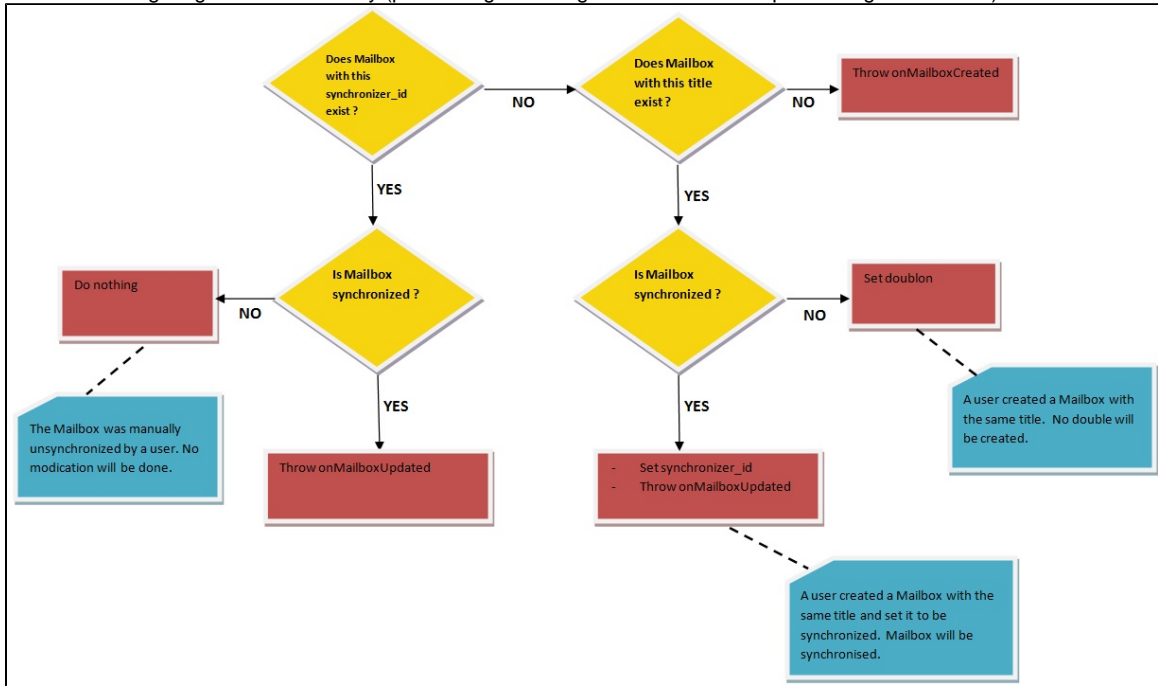 Does Mailbox
with this
synchronizer_id
exist ?
NO
Does Mailbox
with this title
exist ?
NO
Throw onMailboxCreated
YES
YES
Do nothing
NO
Is Mailbox
synchronized ?
Is Mailbox
synchronized ?
NO
Set doublon
YES
YES
The Mailbox was manually
unsynchronized by a user. No
modication will be done.
A user created a Mailbox with
the same title. No double will
be created.
Throw onMailboxUpdated
- Set synchronizer_id
- Throw onMailboxUpdated
A user created a Mailbox with the
same title and set it to be
synchronized. Mailbox will be
synchronised.